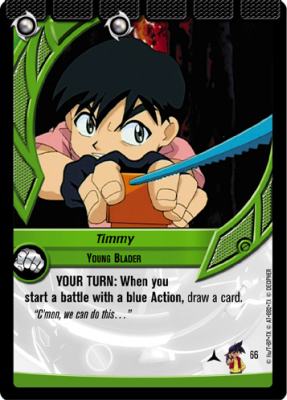 Timmy
YOUNG BLADER
YOUR TURN: When you
start a battle with a blue Action, draw a card.
"C'mon, we can do this . . ."
66